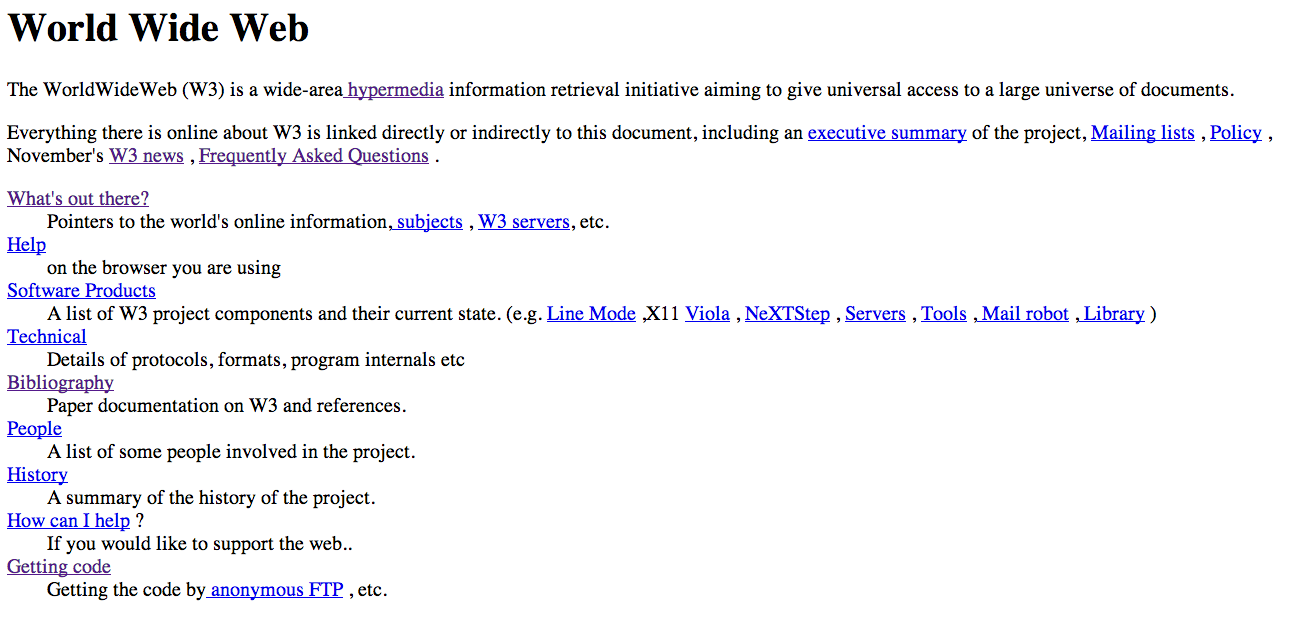 World Wide Web
The WorldWideWeb (W3) is a wide-area hypermedia information retrieval initiative aiming to give universal access to a large universe of documents.
Everything there is online about W3 is linked directly or indirectly to this document, including an executive summary of the project, Mailing lists , Policy ,
November's W3 news , Frequently Asked Questions .
What's out there?
Pointers to the world's online information, subjects , W3 servers, etc.
Help
on the browser you are using
Software Products
A list of W3 project components and their current state. (e.g. Line Mode ,X11 Viola , NeXTStep , Servers , Tools , Mail robot , Library )
Technical
Details of protocols, formats, program internals etc
Bibliography
Paper documentation on W3 and references.
People
A list of some people involved in the project.
History
A summary of the history of the project.
How can I help ?
If you would like to support the web..
Getting code
Getting the code by anonymous FTP , etc.